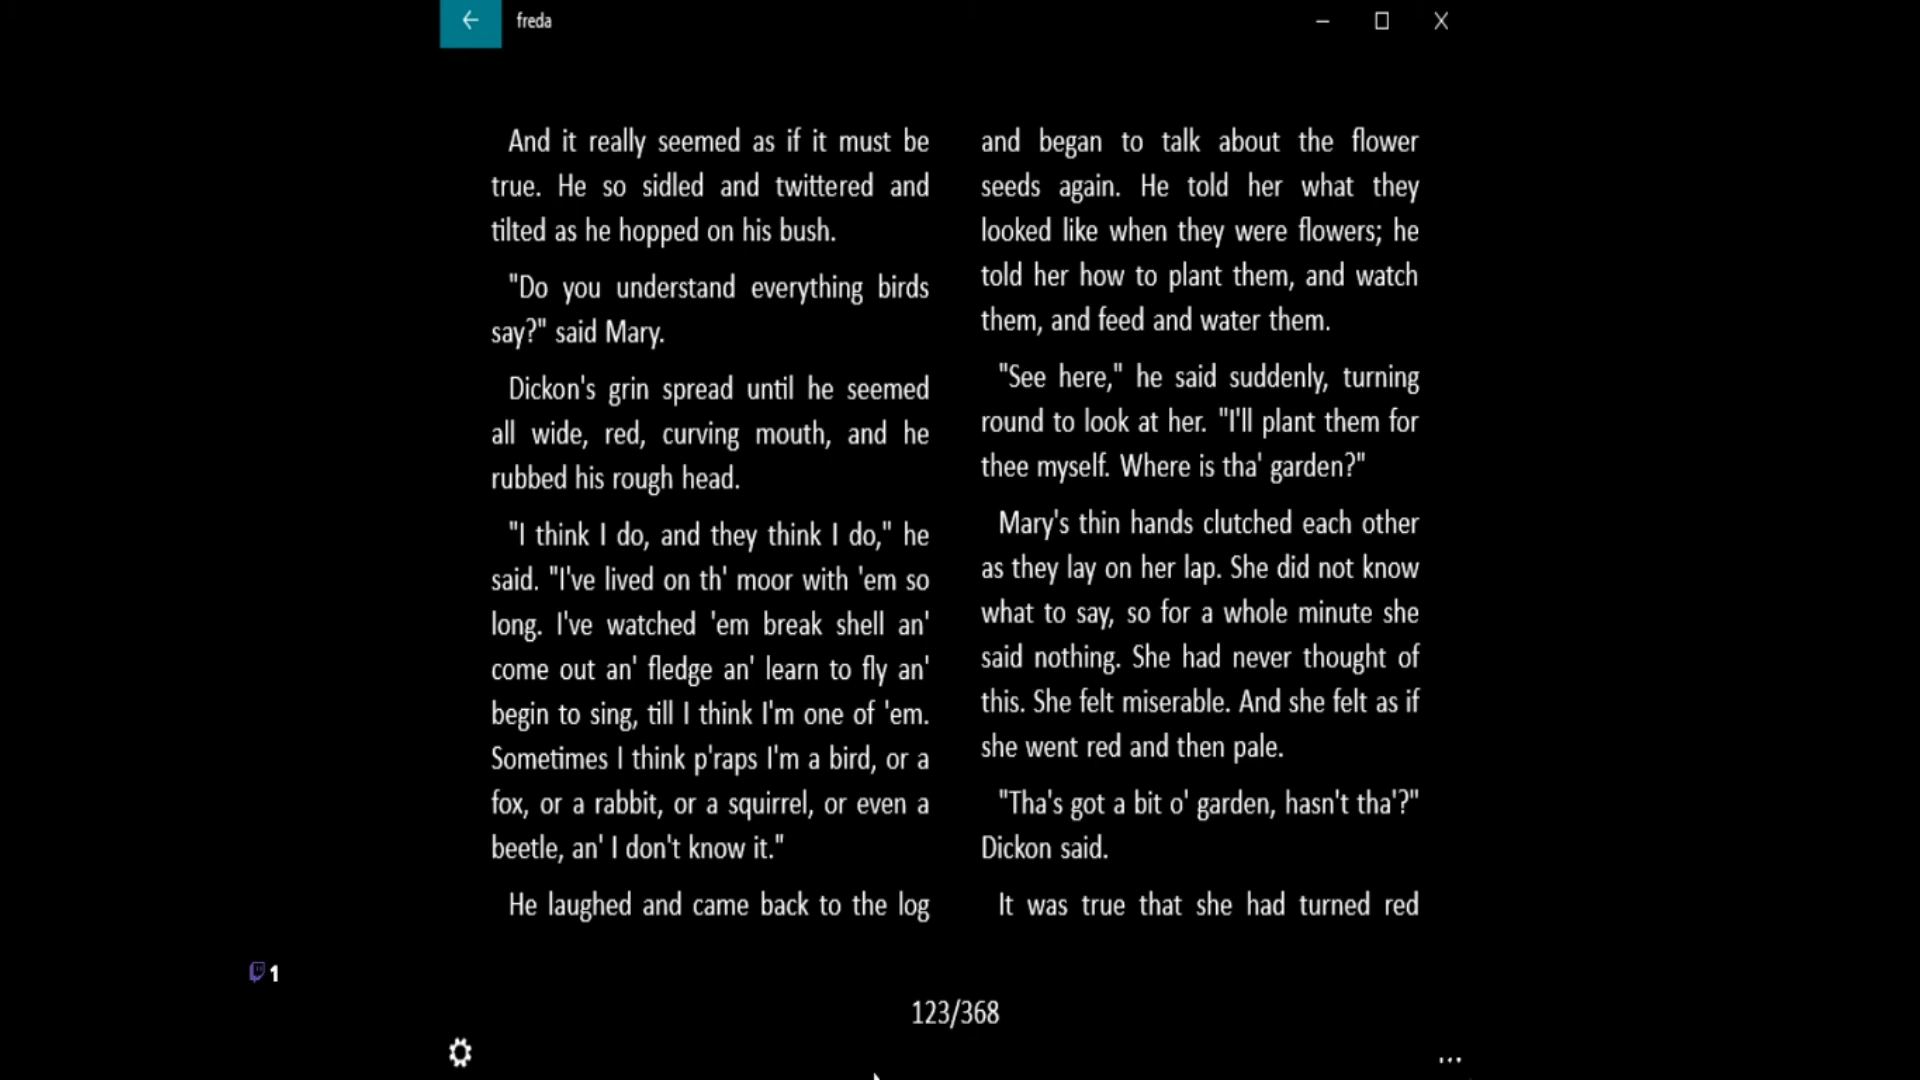 freda
And it really seemed as if it must be
true. He so sidled and twittered and
tilted as he hopped on his bush.
"Do you understand everything birds
say?" said Mary.
Dickon's grin spread until he seemed
all wide, red, curving mouth, and he
rubbed his rough head.
"I think I do, and they think I do," he
said. "I've lived on th' moor with 'em so
long. I've watched 'em break shell an'
come out an' fledge an' learn to fly an'
begin to sing, till I think I'm one of 'em.
Sometimes I think p'raps I'm a bird, or a
fox, or a rabbit, or a squirrel, or even a
beetle, an' I don't know it."
He laughed and came back to the log
and began to talk about the flower
seeds again. He told her what they
looked like when they were flowers; he
told her how to plant them, and watch
them, and feed and water them.
"See here," he said suddenly, turning
round to look at her. "I'll plant them for
thee myself. Where is tha' garden?"
Mary's thin hands clutched each other
as they lay on her lap. She did not know
what to say, so for a whole minute she
said nothing. She had never thought of
this. She felt miserable. And she felt as if
she went red and then pale.
"Tha's got a bit o' garden, hasn't tha'?"
Dickon said.
It was true that she had turned red
1
123/368